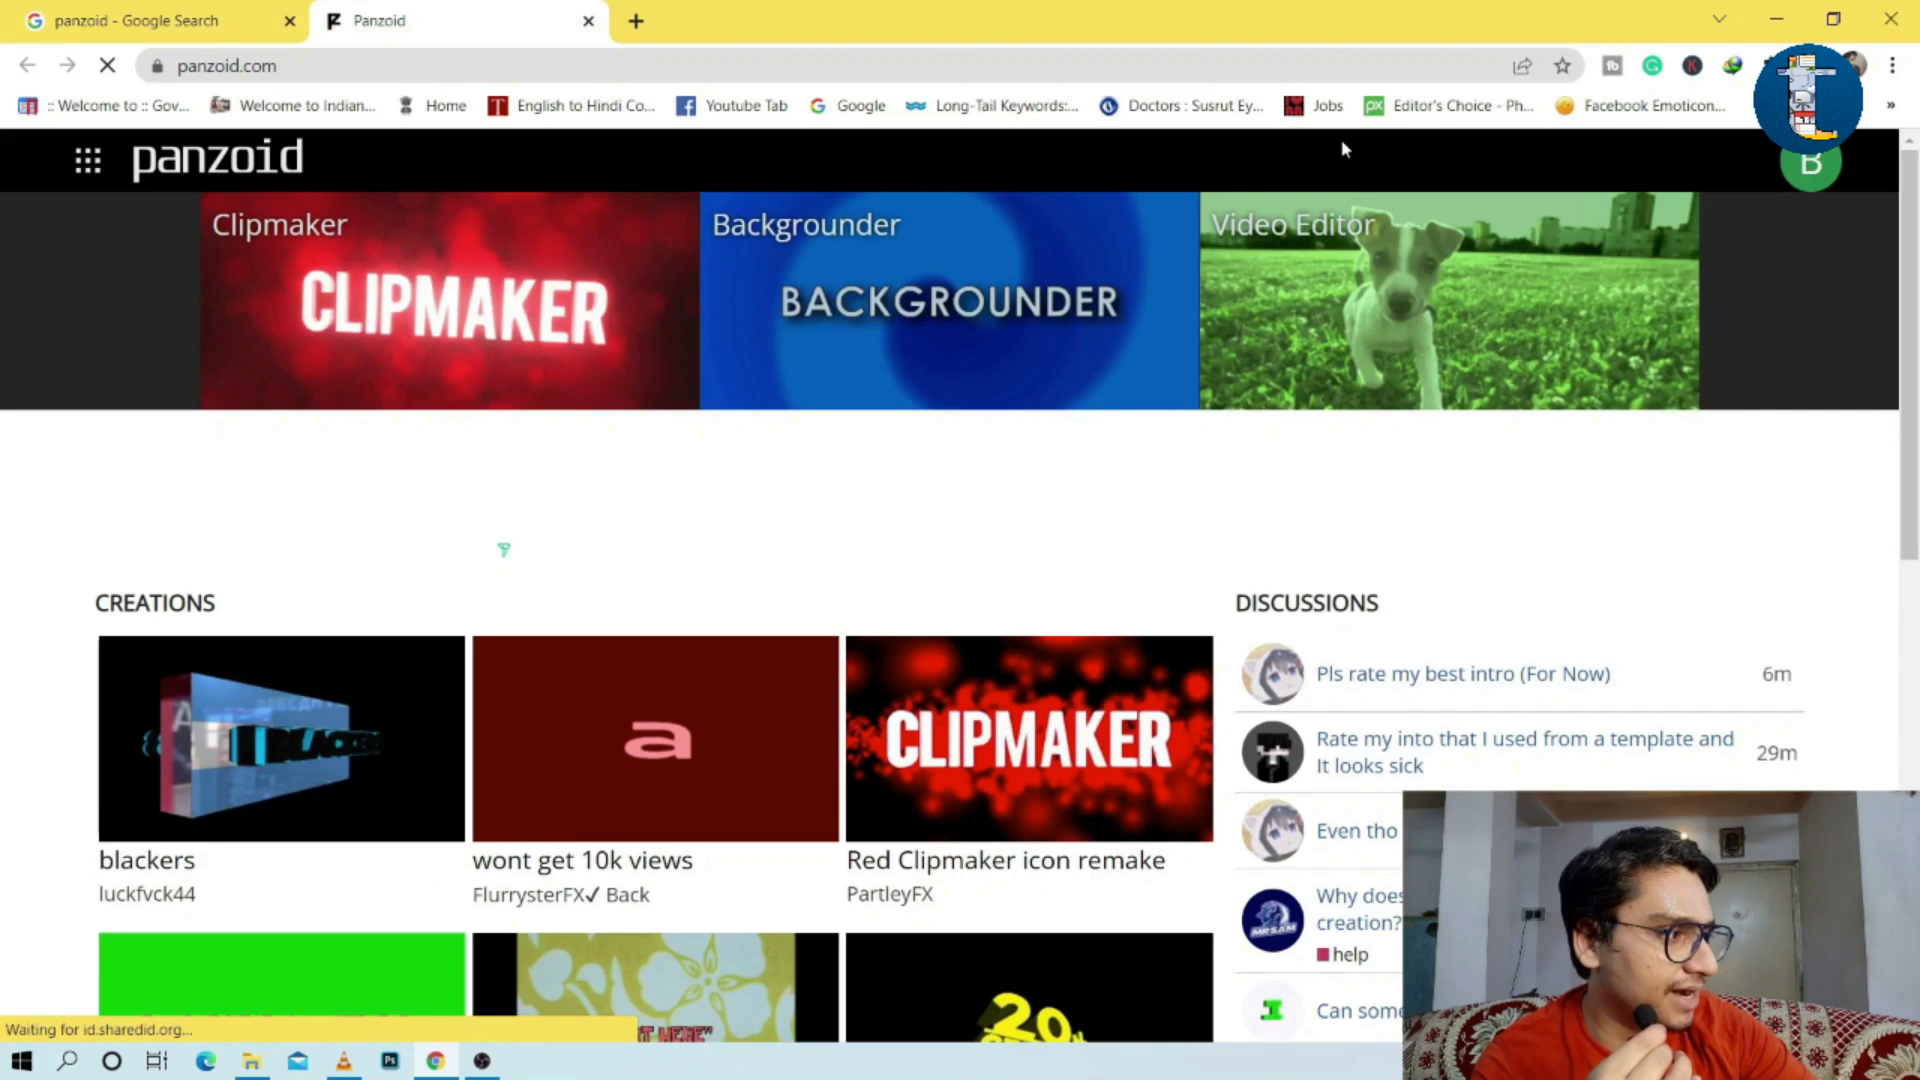 panzoid - Google Search
Panzoid
panzoid.com
:: Welcome to :: Gov...
Welcome to Indian...
Home
English to Hindi Co...
Youtube Tab
Google
Long-Tail Keywords:...
Doctors : Susrut Ey...
Jobs
Editor's Choice - Ph...
Facebook Emoticon...
»
panzoid
B
Clipmaker
CLIPMAKER
Backgrounder
BACKGROUNDER
Video Editor
CREATIONS
DISCUSSIONS
Pls rate my best intro (For Now)
6m
Rate my into that I used from a template and
It looks sick
29m
a
CLIPMAKER
Even tho
blackers
luckfvck44
wont get 10k views
FlurrysterFX✓ Back
Red Clipmaker icon remake
PartleyFX
Why does
creation?
MRSAM
help
Can some
20
Waiting for id.sharedid.org...
Ps